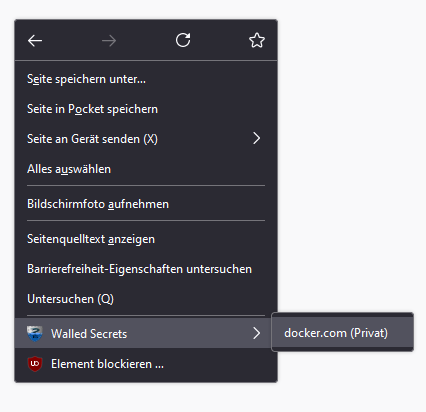 Seite speichern unter...
Seite in Pocket speichern
Seite an Gerät senden (X)
Alles auswählen
Bildschirmfoto aufnehmen
Seitenquelltext anzeigen
Barrierefreiheit-Eigenschaften untersuchen
Untersuchen (Q)
Walled Secrets
docker.com (Privat)
Element blockieren ...